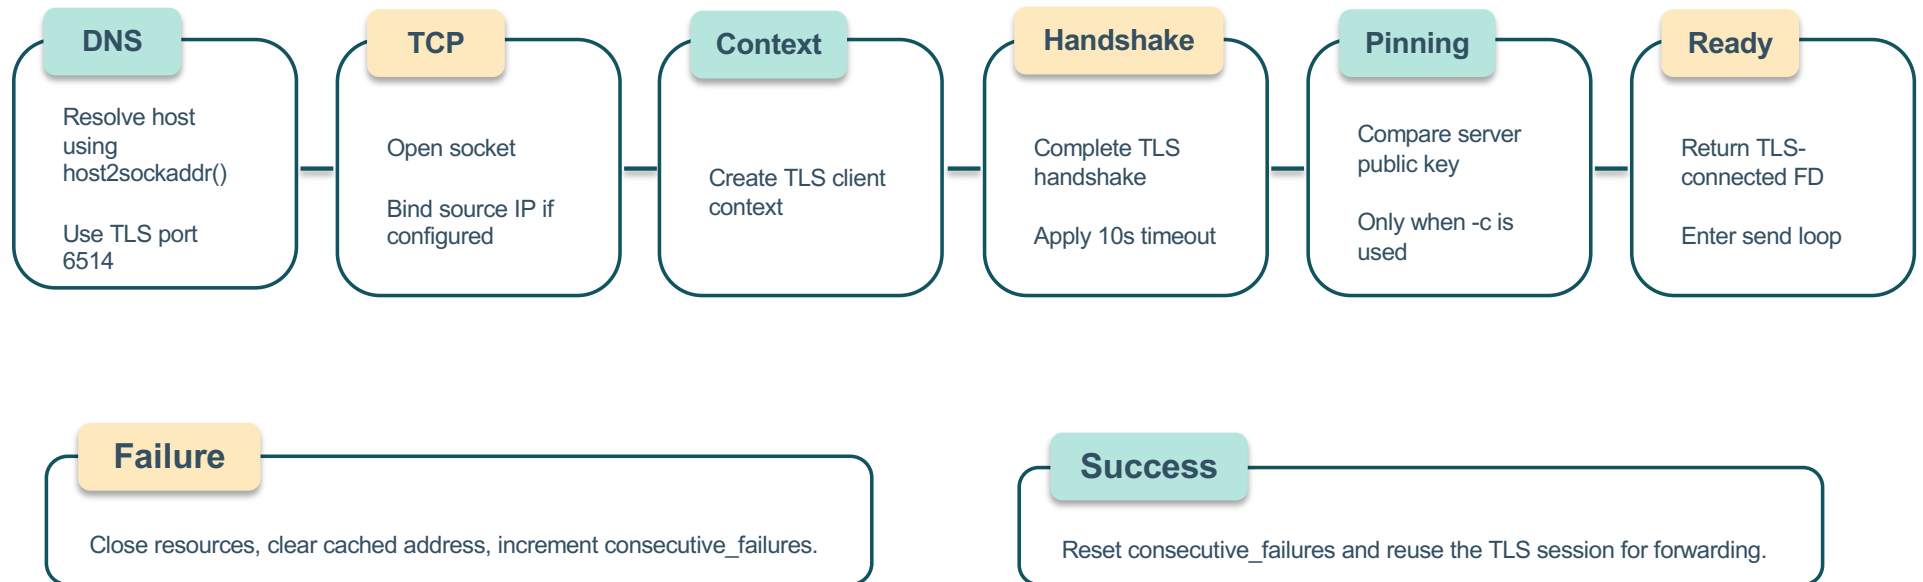 DNS
Resolve host
using
host2sockaddr()
Use TLS port
6514
TCP
Open socket
Bind source IP if
configured
Context
Create TLS client
context
Handshake
Complete TLS
handshake
Apply 10s timeout
Pinning
Compare server
public key
Only when -c is
used
Ready
Return TLS-
connected FD
Enter send loop
Failure
Close resources, clear cached address, increment consecutive_failures.
Success
Reset consecutive_failures and reuse the TLS session for forwarding.